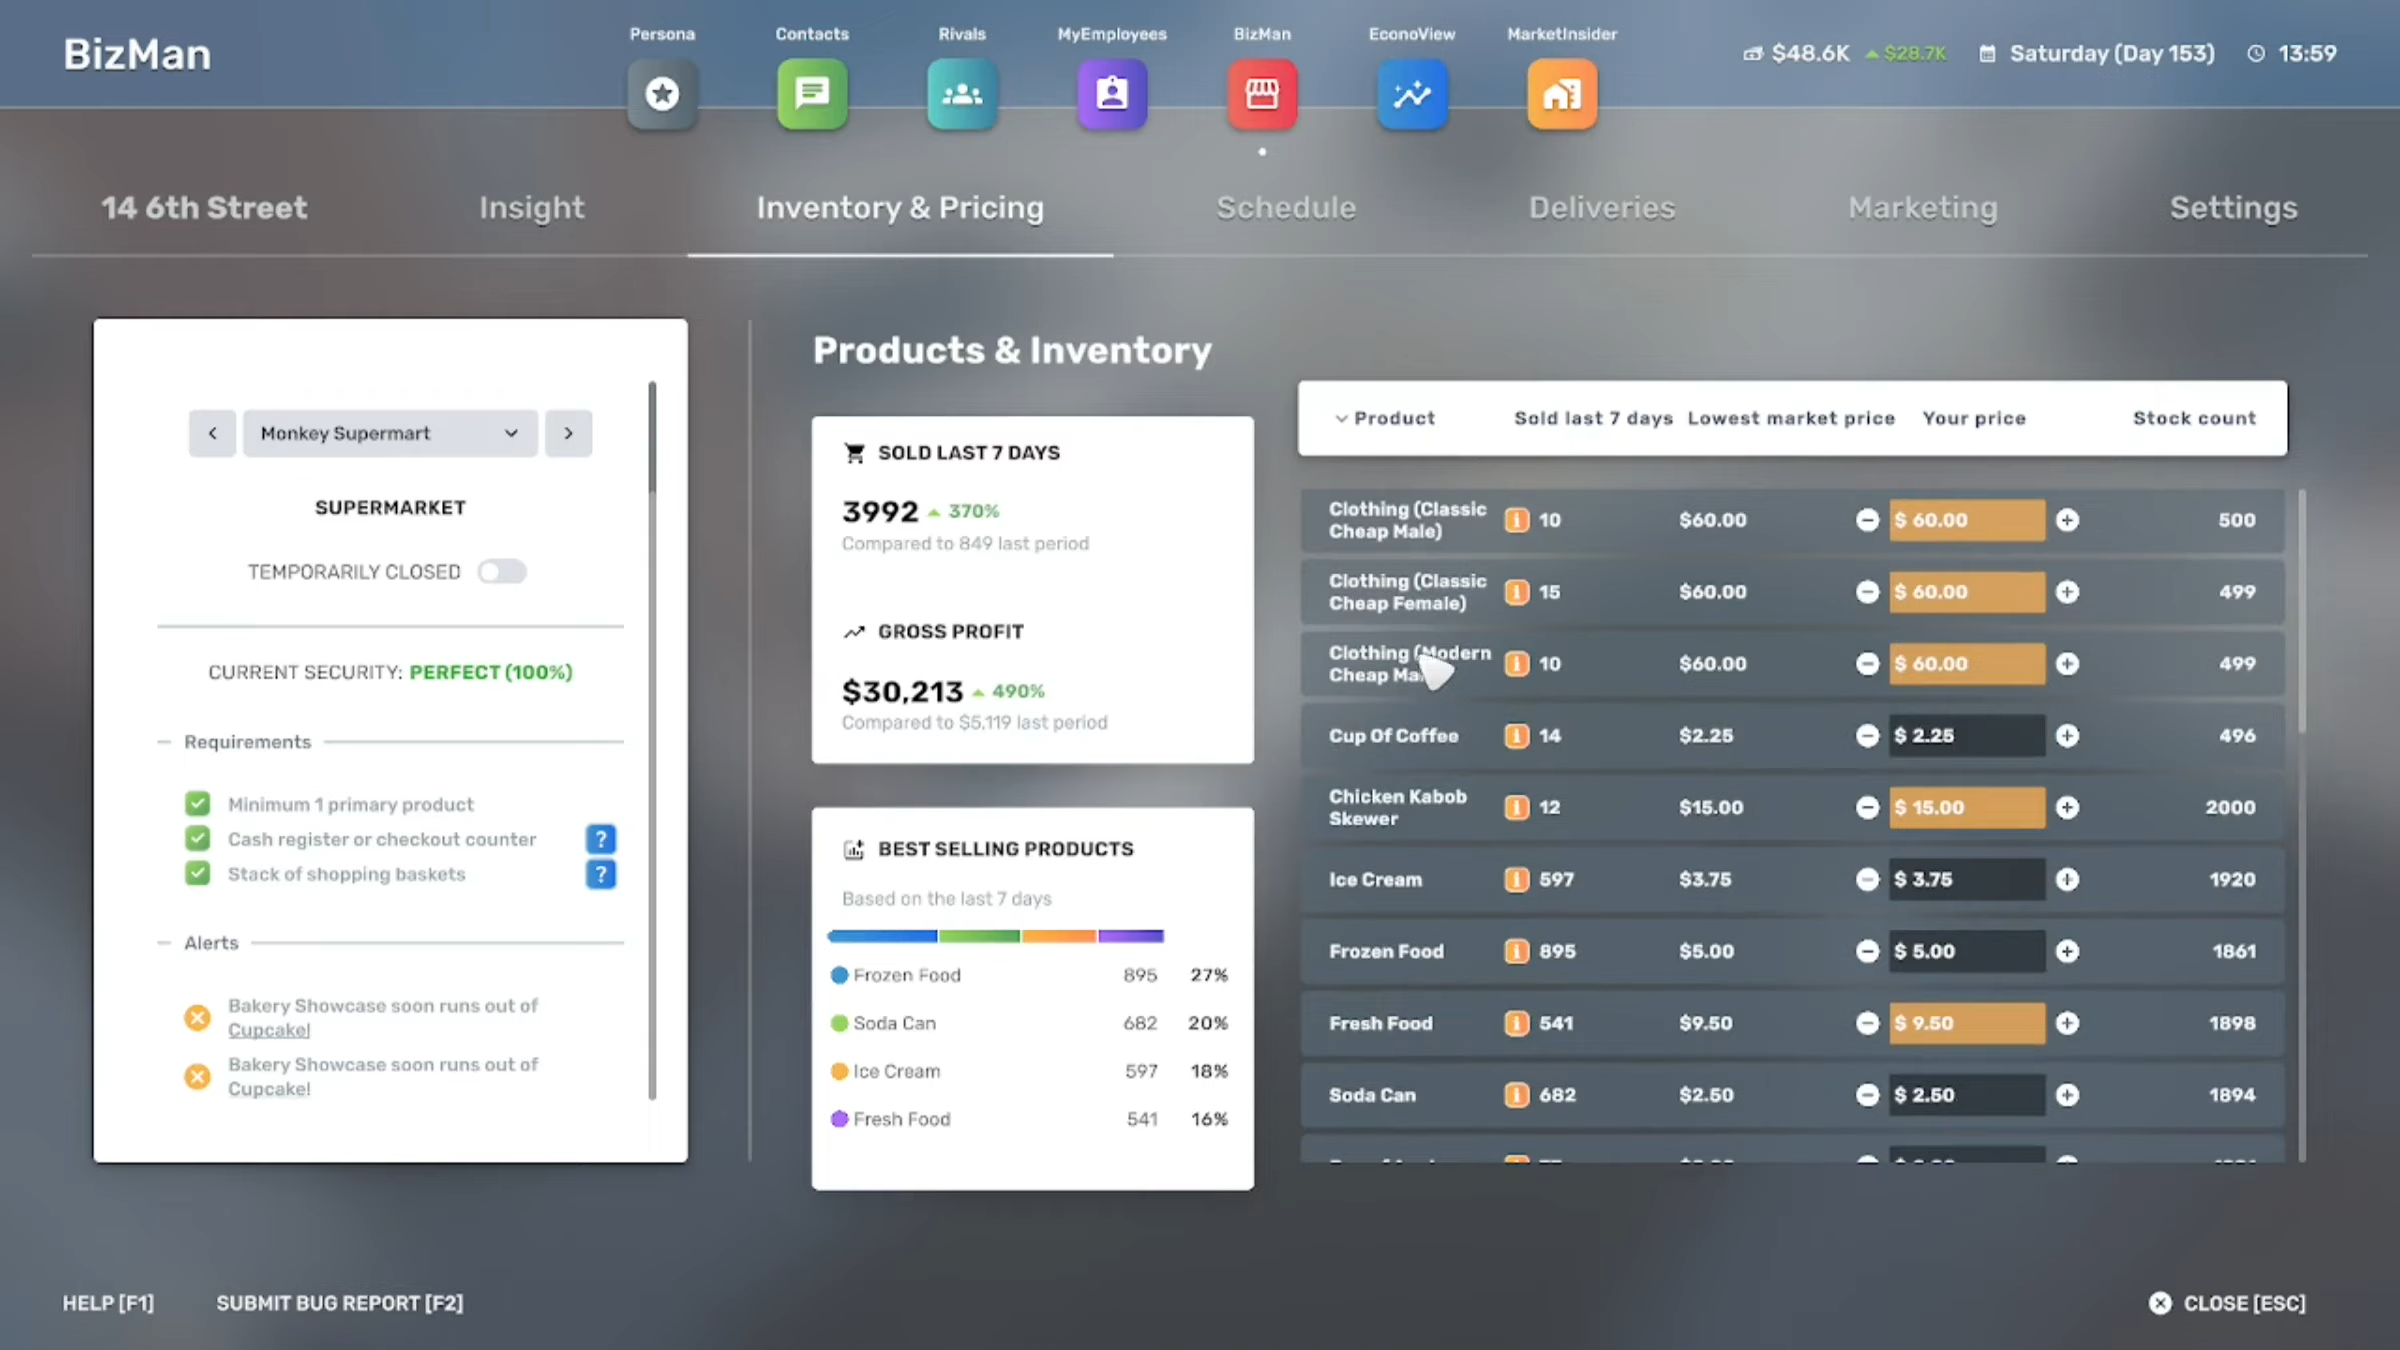 BizMan
Persona
Contacts
Rivals
MyEmployees
BizMan
EconoView
MarketInsider
$48.6K $28.7K Saturday (Day 153) 13:59
14 6th Street
Insight
Inventory & Pricing
Schedule
Deliveries
Marketing
Settings
Monkey Supermart
SUPERMARKET
TEMPORARILY CLOSED
CURRENT SECURITY: PERFECT (100%)
Requirements
Minimum 1 primary product
Cash register or checkout counter ?
Stack of shopping baskets ?
Alerts
Bakery Showcase soon runs out of
Cupcake!
Bakery Showcase soon runs out of
Cupcake!
Products & Inventory
SOLD LAST 7 DAYS
3992 370%
Compared to 849 last period
GROSS PROFIT
$30,213 490%
Compared to $5,119 last period
BEST SELLING PRODUCTS
Based on the last 7 days
Frozen Food 895 27%
Soda Can 682 20%
Ice Cream 597 18%
Fresh Food 541 16%
Product Sold last 7 days Lowest market price Your price Stock count
Clothing (Classic
Cheap Male) 10 $60.00 $ 60.00 500
Clothing (Classic
Cheap Female) 15 $60.00 $ 60.00 499
Clothing (Modern
Cheap 10 $60.00 $ 60.00 499
Cup Of Coffee 14 $2.25 $ 2.25 496
Chicken Kabob
Skewer 12 $15.00 $ 15.00 2000
Ice Cream 597 $3.75 $ 3.75 1920
Frozen Food 895 $5.00 $ 5.00 1861
Fresh Food 541 $9.50 $ 9.50 1898
Soda Can 682 $2.50 $ 2.50 1894
HELP [F1]
SUBMIT BUG REPORT [F2]
CLOSE [ESC]